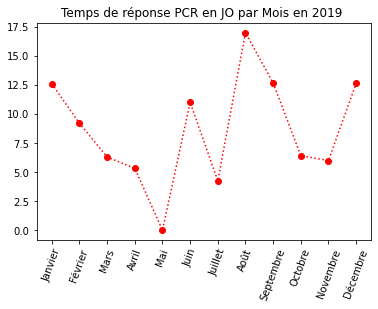 Temps de réponse PCR en JO par Mois en 2019
17.5
15.0
12.5
10.0
7.5
5.0
2.5
0.0
Janvier
Février
Mars
Avril
Mai
Juin
Juillet
Août
Septembre
Octobre
Novembre
Décembre